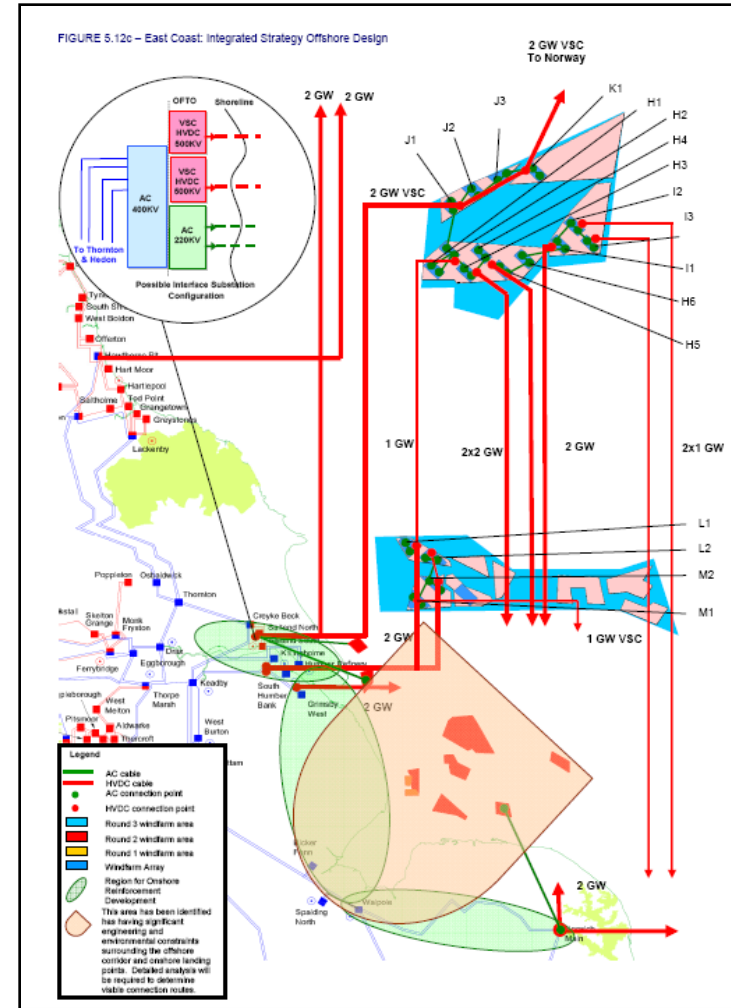 FIGURE 5.12c – East Coast: Integrated Strategy Offshore Design
2 GW VSC
To Norway
2 GW
2 GW
K1
H1
H2
H4
H3
I2
I3
I1
H6
H5
J3
J2
J1
2 GW VSC
OFTO
Shoreline
VSC
HVDC
500KV
VSC
HVDC
500KV
AC
400KV
AC
220KV
To Thornton
& Hedon
Possible Interface Substation
Configuration
South
West Boldon
Offerton
Hart Moor
Hartlepool
Tod Point
Grangetown
Greystones
Lackenby
1 GW
2x2 GW
2 GW
2x1 GW
L1
L2
M2
M1
1 GW VSC
2 GW
2 GW
Poppleton
Osbaldwick
Thornton
Skelton
Grange
Monk
Fryston
Ferrybridge
Drax
Eggborough
Thorpe
Marsh
Keadby
West
Melton
West
Burton
Pitsmoor
Aldwarke
Thurcroft
Creyke Beck
Saltend North
Humber Refinery
South
Humber
Bank
Grimsby
West
Spalding
North
Walpole
2 GW
Main
Legend
AC cable
HVDC cable
AC connection point
HVDC connection point
Round 3 windfarm area
Round 2 windfarm area
Round 1 windfarm area
Windfarm Array
Region for Onshore
Reinforcement
Development
This area has been identified
has having significant
engineering and
environmental constraints
surrounding the offshore
corridor and onshore landing
points. Detailed analysis will
be required to determine
viable connection routes.